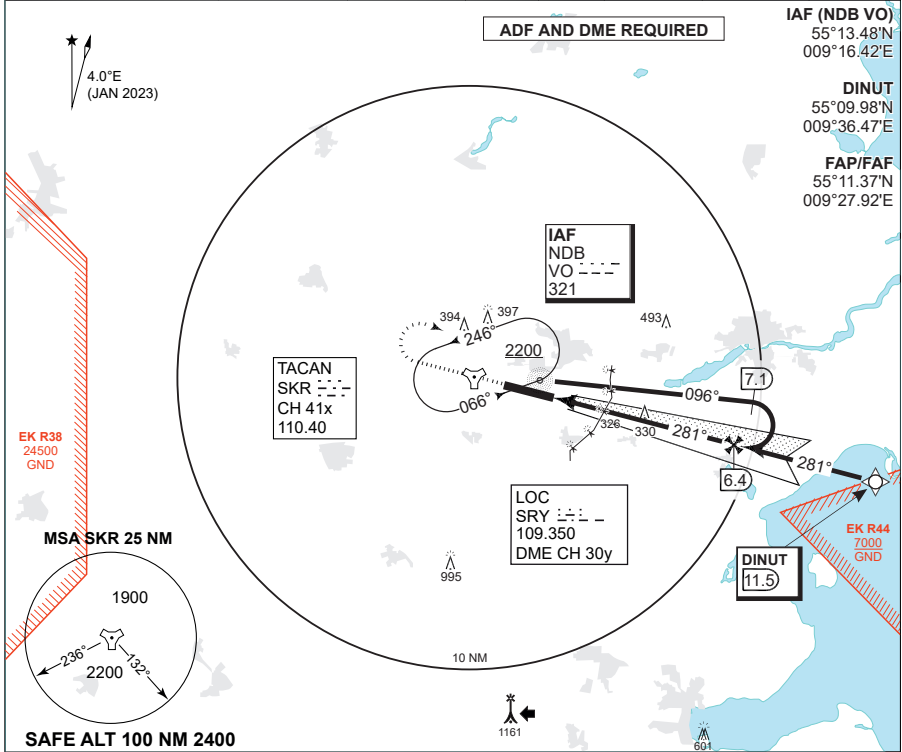 ADF AND DME REQUIRED
IAF (NDB VO)
55°13.48'N
009°16.42'E
DINUT
55°09.98'N
009°36.47'E
FAP/FAF
55°11.37'N
009°27.92'E
4.0°E
(JAN 2023)
IAF
NDB
VO
321
394
397
493
246°
2200
066°
TACAN
SKR
CH 41x
110.40
7.1
096°
326
330
281°
281°
6.4
EK R38
24500
GND
LOC
SRY
109.350
DME CH 30y
EK R44
7000
GND
DINUT
11.5
MSA SKR 25 NM
1900
236°
132°
2200
995
10 NM
1161
601
SAFE ALT 100 NM 2400